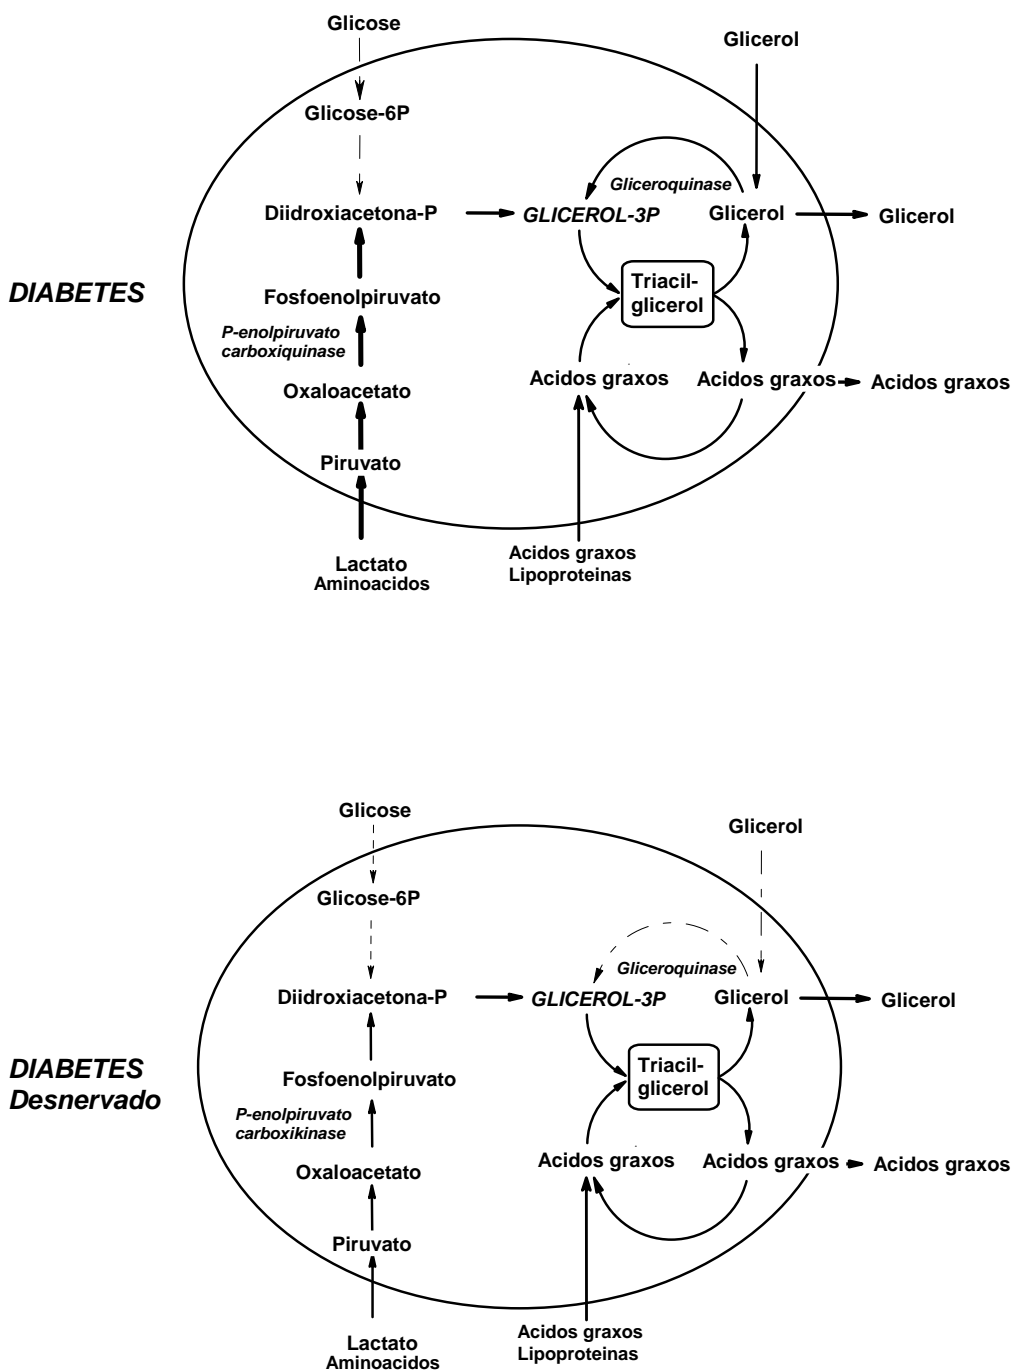 Glicose
Glicerol
Glicose-6P
Gliceroquinase
Diidroxiacetona-P
GLICEROL-3P
Glicerol
Glicerol
DIABETES
Triacil-
glicerol
Fosfoenolpiruvato
P-enolpiruvato
carboxiquinase
Acidos graxos
Acidos graxos
Acidos graxos
Oxaloacetato
Piruvato
Lactato
Aminoacidos
Acidos graxos
Lipoproteinas
Glicose
Glicerol
Glicose-6P
Gliceroquinase
Diidroxiacetona-P
GLICEROL-3P
Glicerol
Glicerol
DIABETES
Desnervado
Triacil-
glicerol
Fosfoenolpiruvato
P-enolpiruvato
carboxikinase
Acidos graxos
Acidos graxos
Acidos graxos
Oxaloacetato
Piruvato
Lactato
Aminoacidos
Acidos graxos
Lipoproteinas